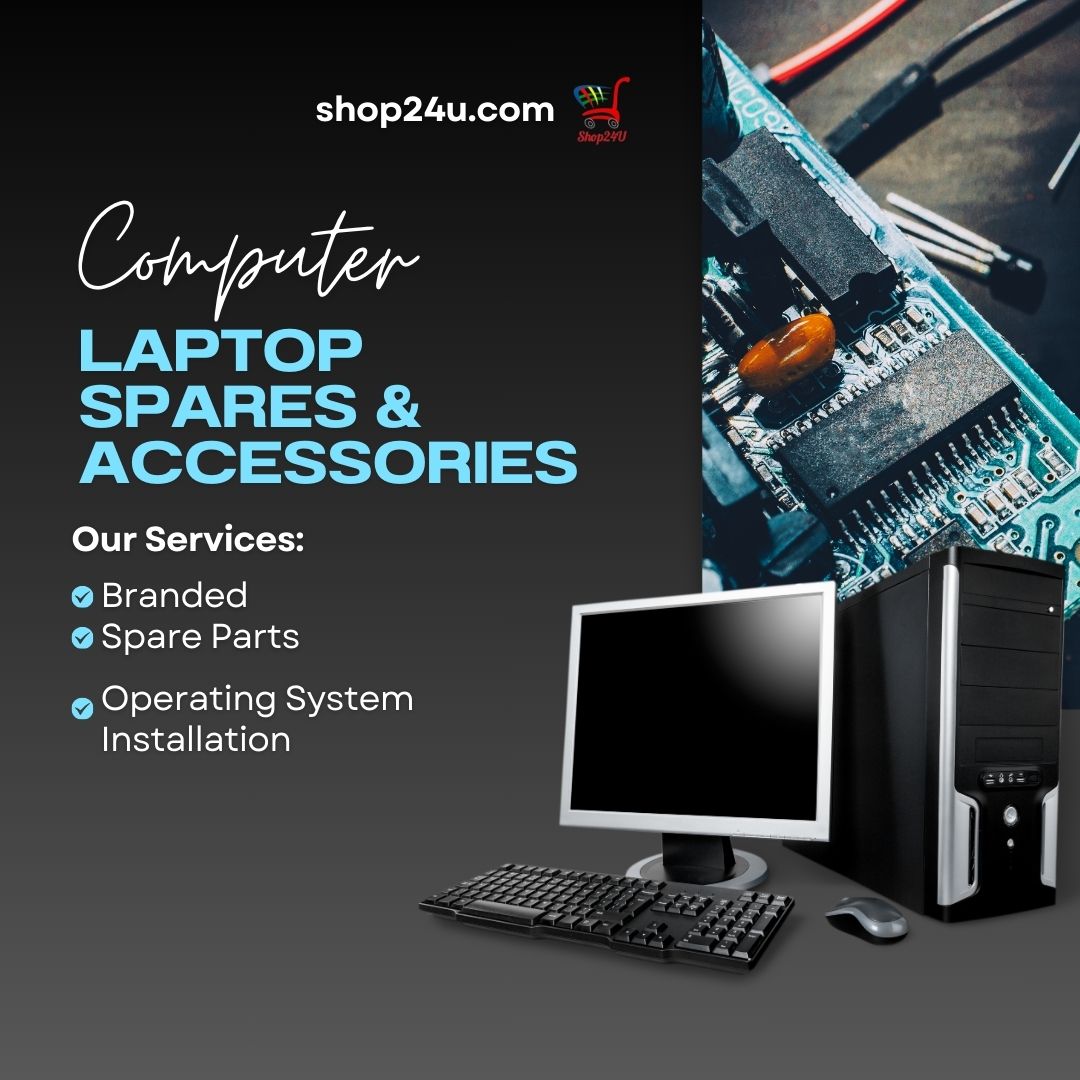 shop24u.com
Shop24U
Computer
LAPTOP
SPARES &
ACCESSORIES
Our Services:
Branded
Spare Parts
Operating System
Installation